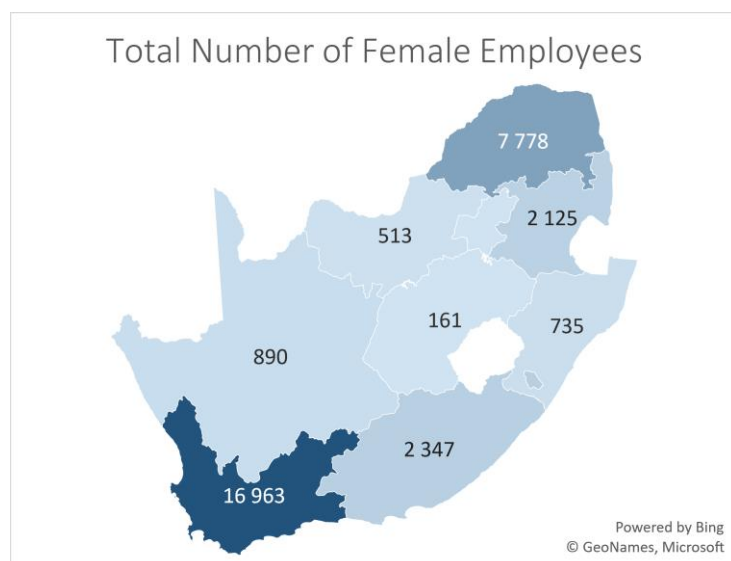 Total Number of Female Employees
7 778
2 125
513
161
735
890
2 347
16 963
Powered by Bing
© GeoNames, Microsoft